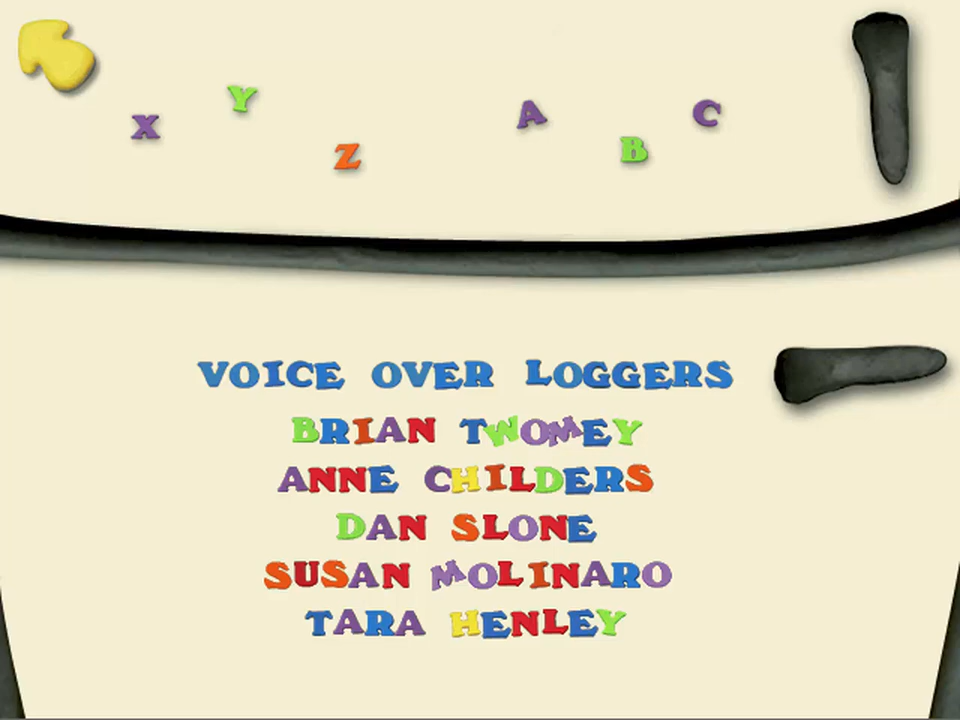 X Y Z A B C
VOICE OVER LOGGERS
BRIAN TWOMEY
ANNE CHILDERS
DAN SLONE
SUSAN MOLINARO
TARA HENLEY